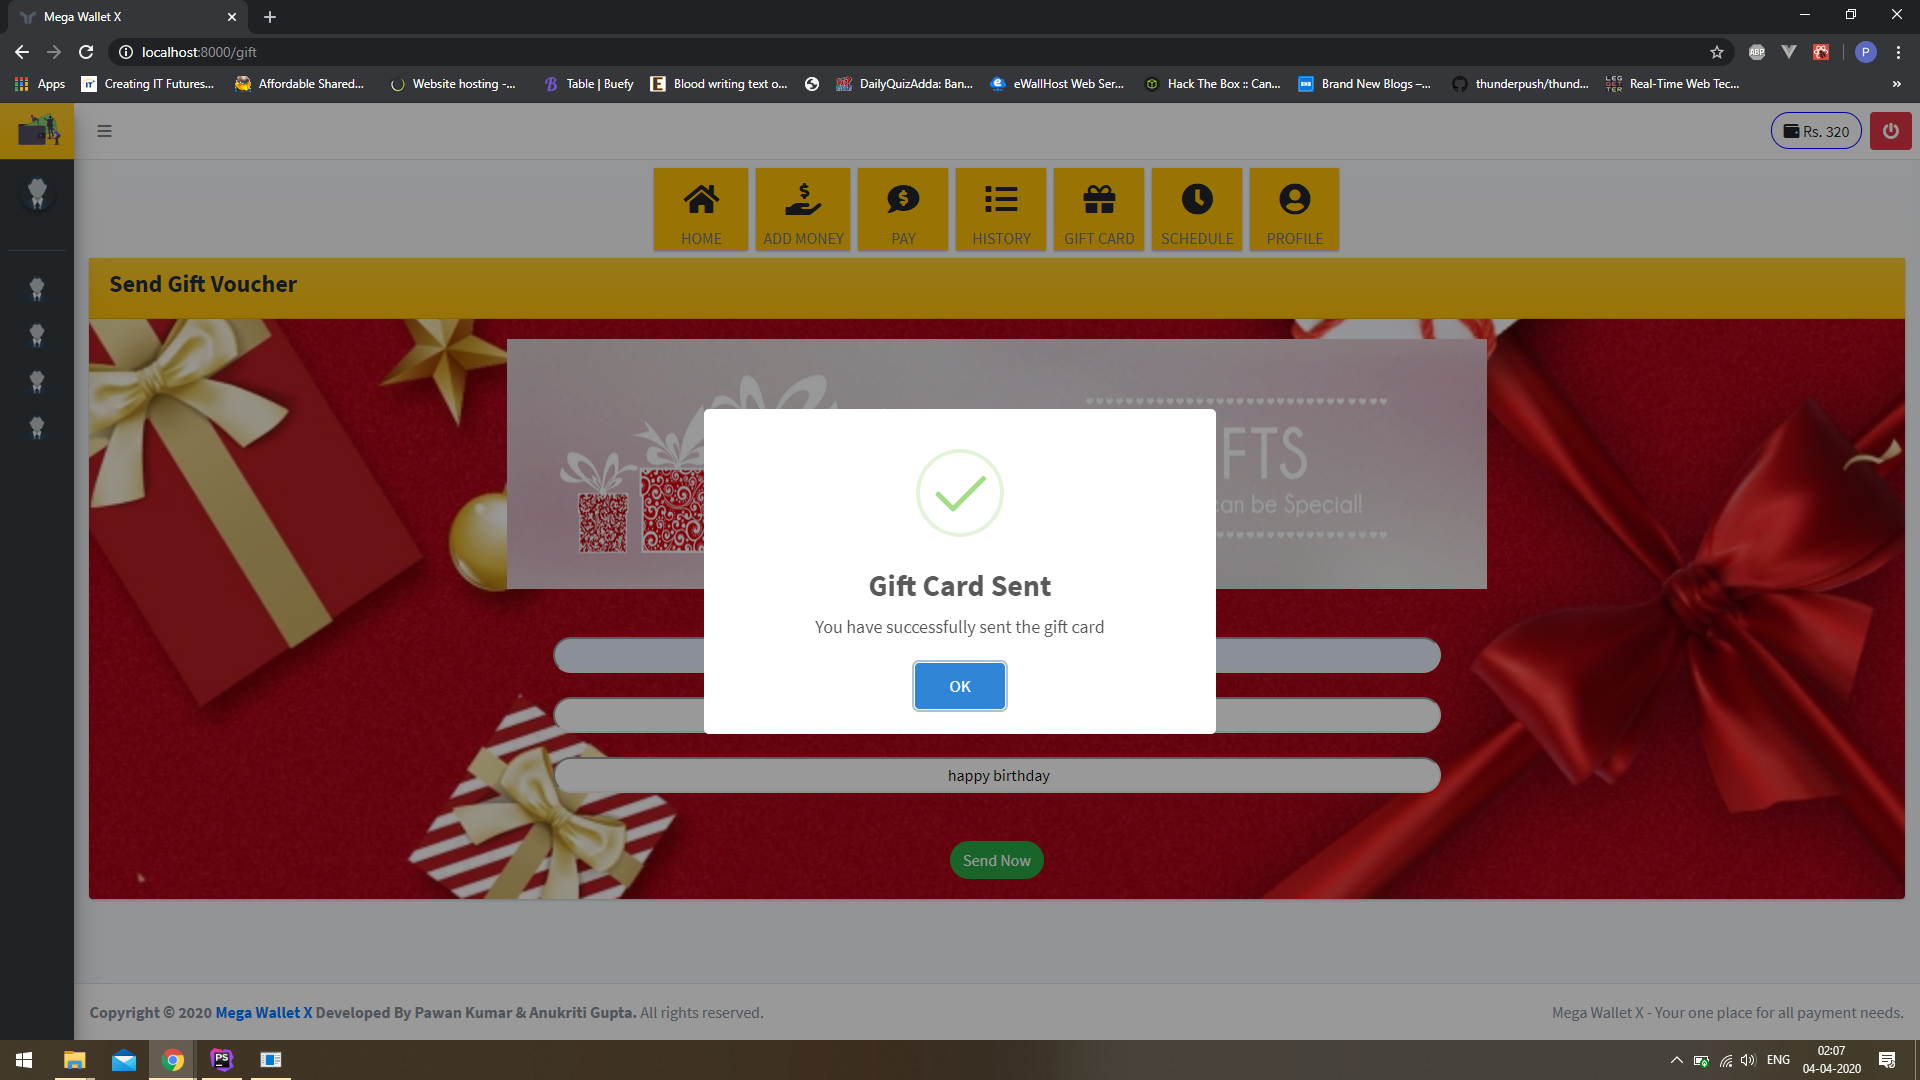 Mega Wallet X
localhost:8000/gift
Apps
Creating IT Futures...
Affordable Shared...
Website hosting -...
Table | Buefy
Blood writing text o...
DailyQuizAdda: Ban...
eWallHost Web Ser...
Hack The Box :: Can...
Brand New Blogs –...
thunderpush/thund...
Real-Time Web Tec...
»
ABP
P
LEG
GET
TER
Rs. 320
HOME
ADD MONEY
PAY
HISTORY
GIFT CARD
SCHEDULE
PROFILE
Send Gift Voucher
FTS
can be Special!
Gift Card Sent
You have successfully sent the gift card
OK
happy birthday
Send Now
Copyright © 2020 Mega Wallet X Developed By Pawan Kumar & Anukriti Gupta. All rights reserved.
Mega Wallet X - Your one place for all payment needs.
PS
ENG
02:07
04-04-2020